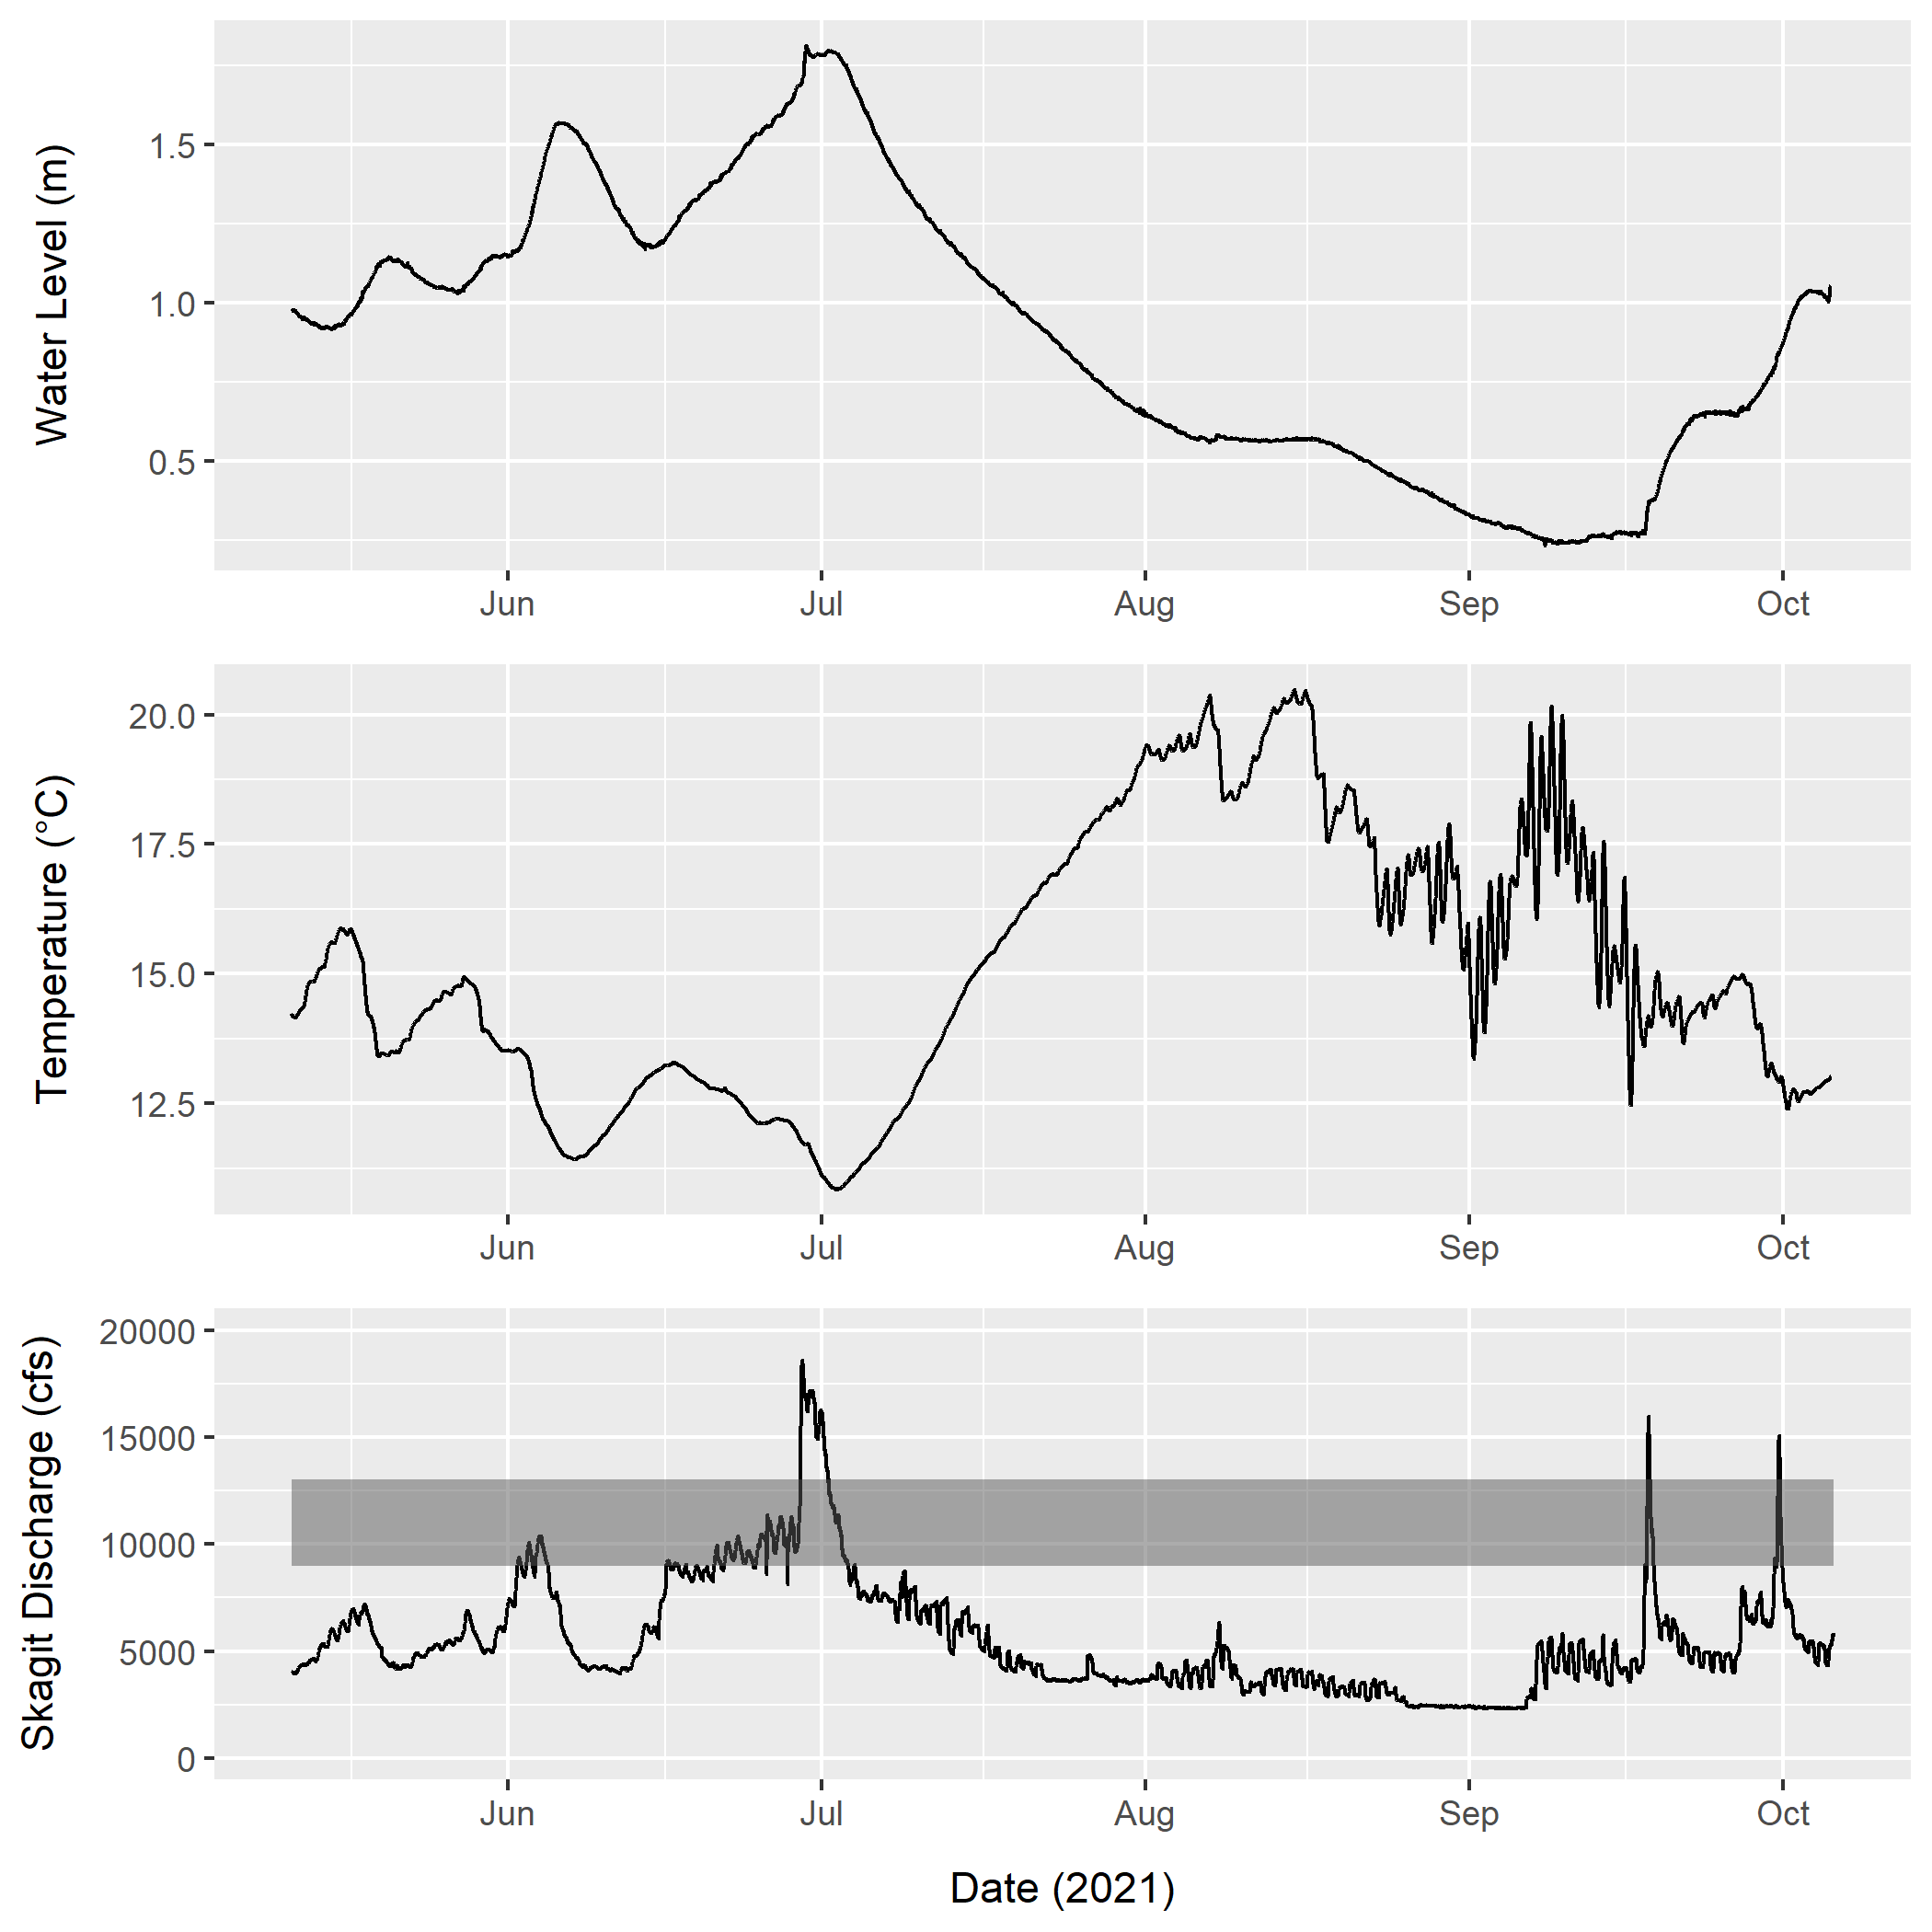 Water Level (m)
1.5
1.0
0.5
Jun Jul Aug Sep Oct
Temperature (°C)
20.0
17.5
15.0
12.5
Jun Jul Aug Sep Oct
Skagit Discharge (cfs)
20000
15000
10000
5000
0
Jun Jul Aug Sep Oct
Date (2021)